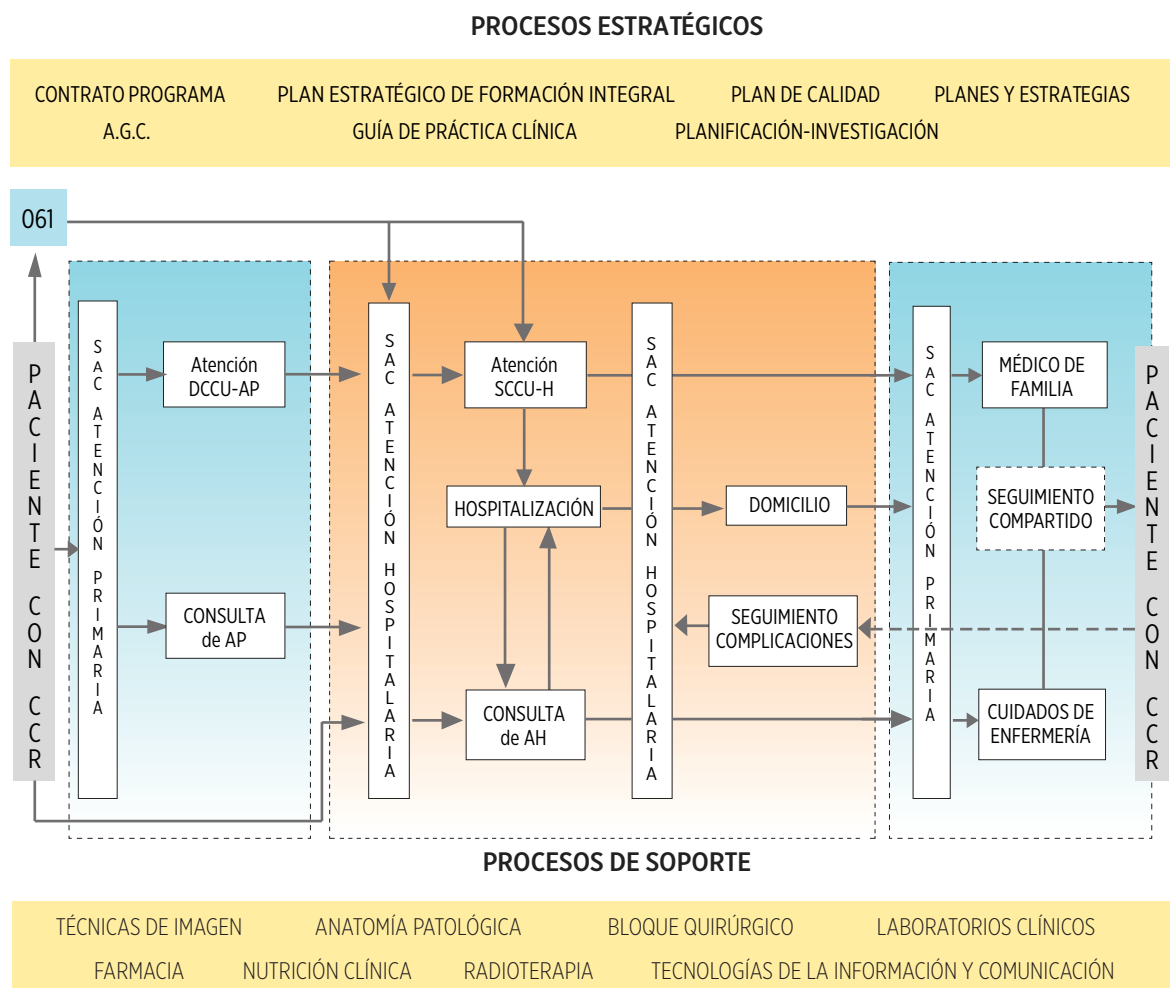 PROCESOS ESTRATÉGICOS
CONTRATO PROGRAMA PLAN ESTRATÉGICO DE FORMACIÓN INTEGRAL PLAN DE CALIDAD PLANES Y ESTRATEGIAS
A.G.C. GUÍA DE PRÁCTICA CLÍNICA PLANIFICACIÓN-INVESTIGACIÓN
061
PACIENTE CON CCR
SAC ATENCIÓN PRIMARIA
Atención
DCCU-AP
CONSULTA
de AP
SAC ATENCIÓN HOSPITALARIA
Atención
SCCU-H
HOSPITALIZACIÓN
CONSULTA
de AH
SAC ATENCIÓN HOSPITALARIA
DOMICILIO
SEGUIMIENTO
COMPLICACIONES
SAC ATENCIÓN PRIMARIA
MÉDICO DE
FAMILIA
SEGUIMIENTO
COMPARTIDO
CUIDADOS DE
ENFERMERÍA
PACIENTE CON CCR
PROCESOS DE SOPORTE
TÉCNICAS DE IMAGEN ANATOMÍA PATOLÓGICA BLOQUE QUIRÚRGICO LABORATORIOS CLÍNICOS
FARMACIA NUTRICIÓN CLÍNICA RADIOTERAPIA TECNOLOGÍAS DE LA INFORMACIÓN Y COMUNICACIÓN